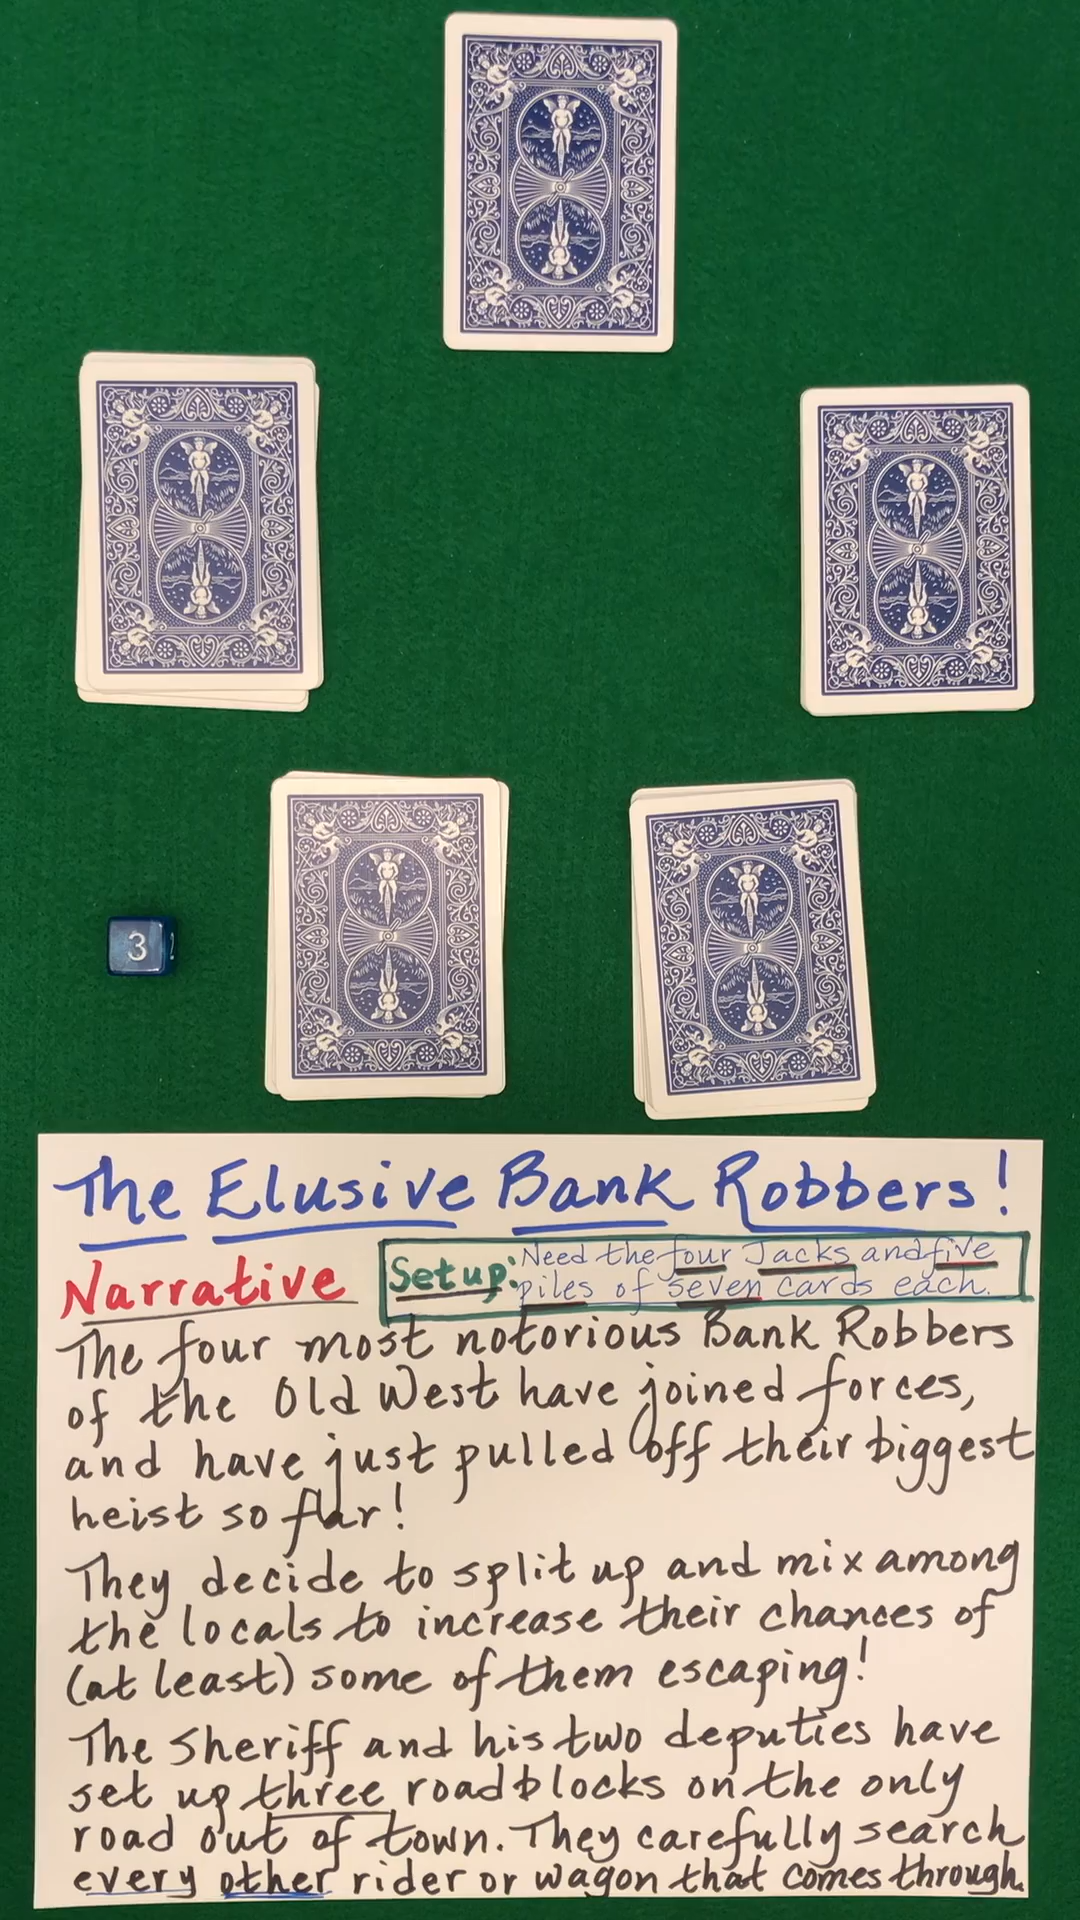 3
The Elusive Bank Robbers!
Narrative
Setup: Need the four Jacks and five
piles of seven cards each.
The four most notorious Bank Robbers
of the Old West have joined forces,
and have just pulled off their biggest
heist so far!
They decide to split up and mix among
the locals to increase their chances of
(at least) some of them escaping!
The Sheriff and his two deputies have
set up three roadblocks on the only
road out of town. They carefully search
every other rider or wagon that comes through.